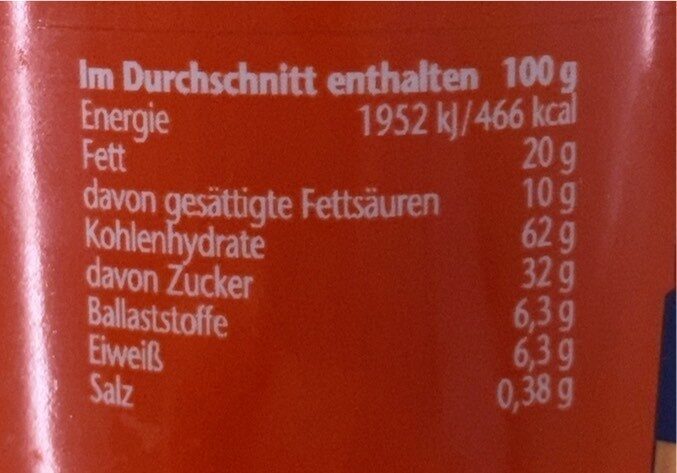 Im Durchschnitt enthalten 100 g
Energie 1952 kJ/466 kcal
Fett 20 g
davon gesättigte Fettsäuren 10 g
Kohlenhydrate 62 g
davon Zucker 32 g
Ballaststoffe 6,3 g
Eiweiß 6,3 g
Salz 0,38 g